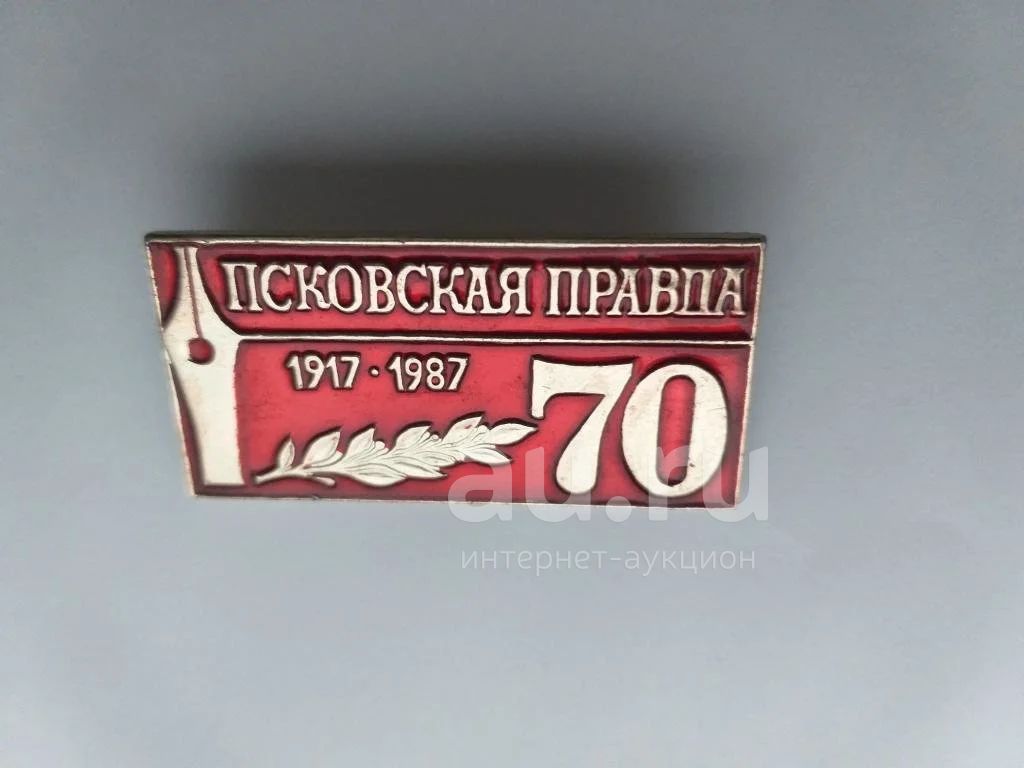 ПСКОВСКАЯ ПРАВДА
1917 · 1987
70
au.ru
интернет-аукцион